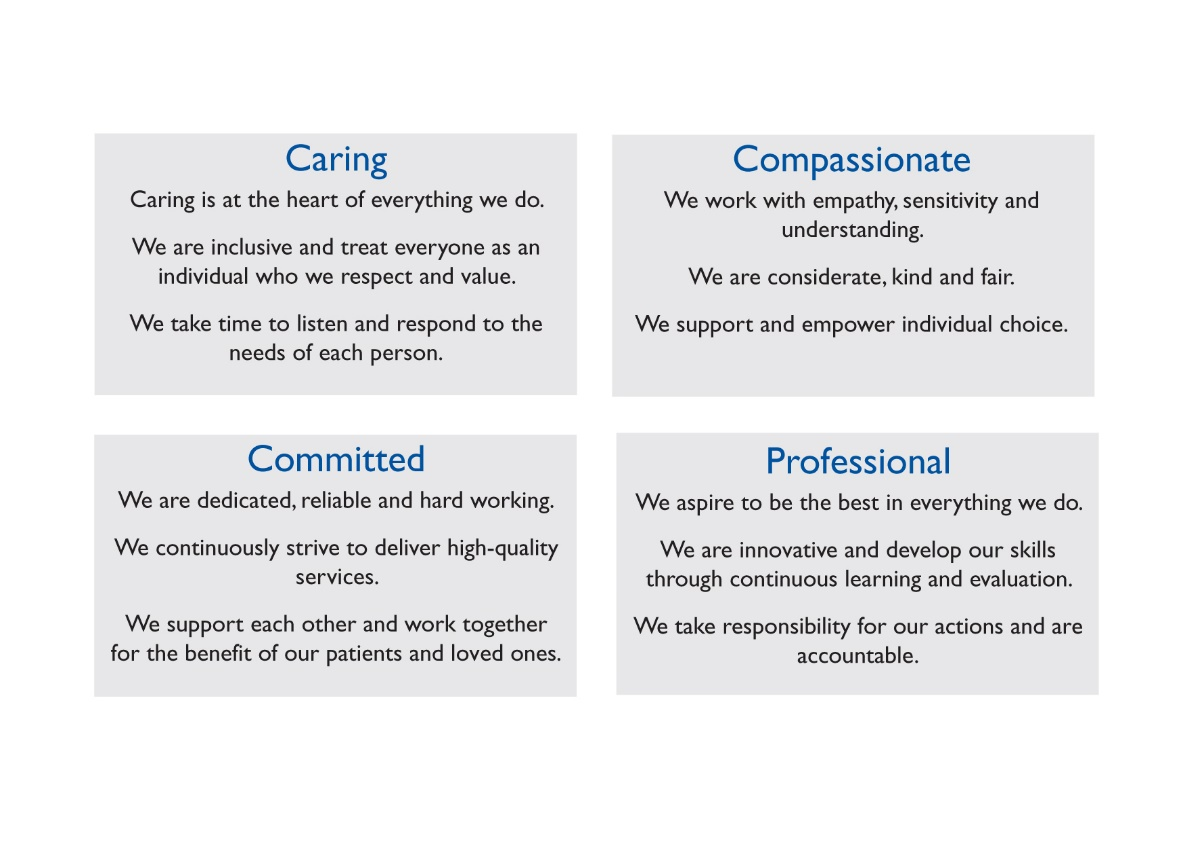 Caring
Caring is at the heart of everything we do.
We are inclusive and treat everyone as an
individual who we respect and value.
We take time to listen and respond to the
needs of each person.
Compassionate
We work with empathy, sensitivity and
understanding.
We are considerate, kind and fair.
We support and empower individual choice.
Committed
We are dedicated, reliable and hard working.
We continuously strive to deliver high-quality
services.
We support each other and work together
for the benefit of our patients and loved ones.
Professional
We aspire to be the best in everything we do.
We are innovative and develop our skills
through continuous learning and evaluation.
We take responsibility for our actions and are
accountable.